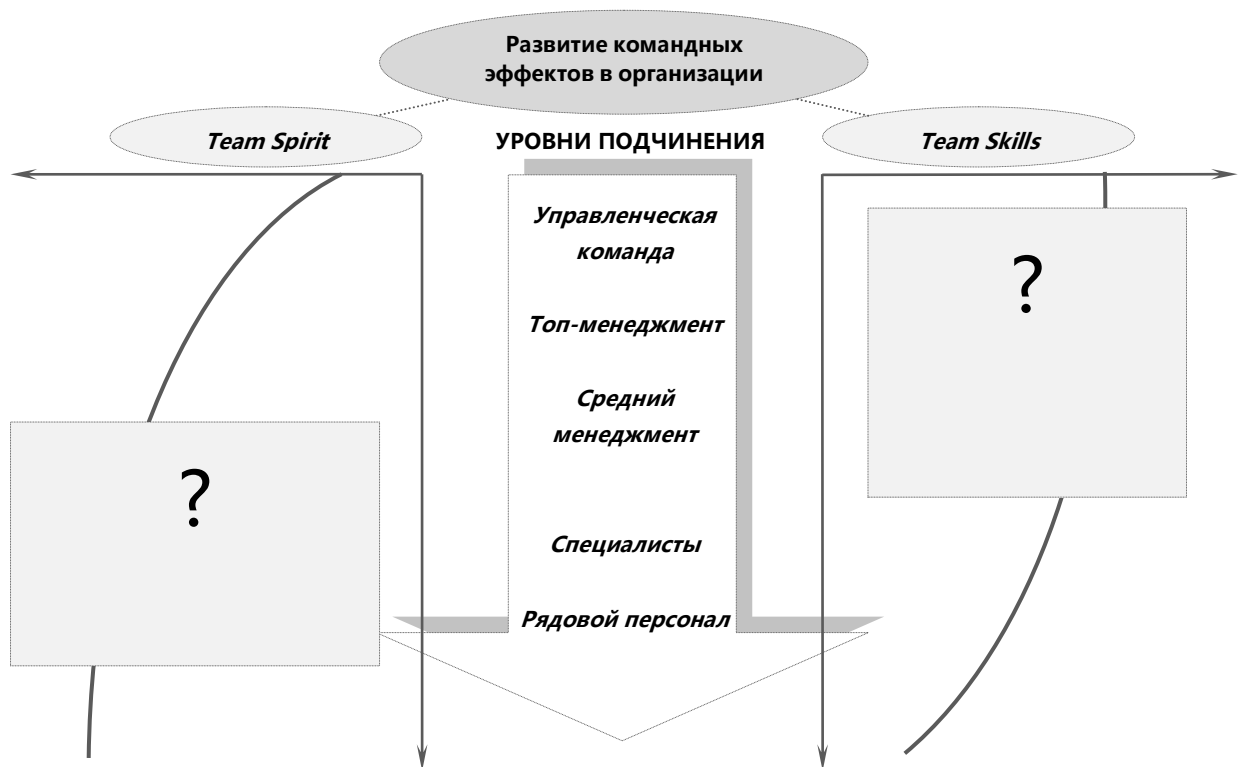 Развитие командных
эффектов в организации
Team Spirit
УРОВНИ ПОДЧИНЕНИЯ
Team Skills
Управленческая
команда
?
Топ-менеджмент
Средний
менеджмент
?
Специалисты
Рядовой персонал